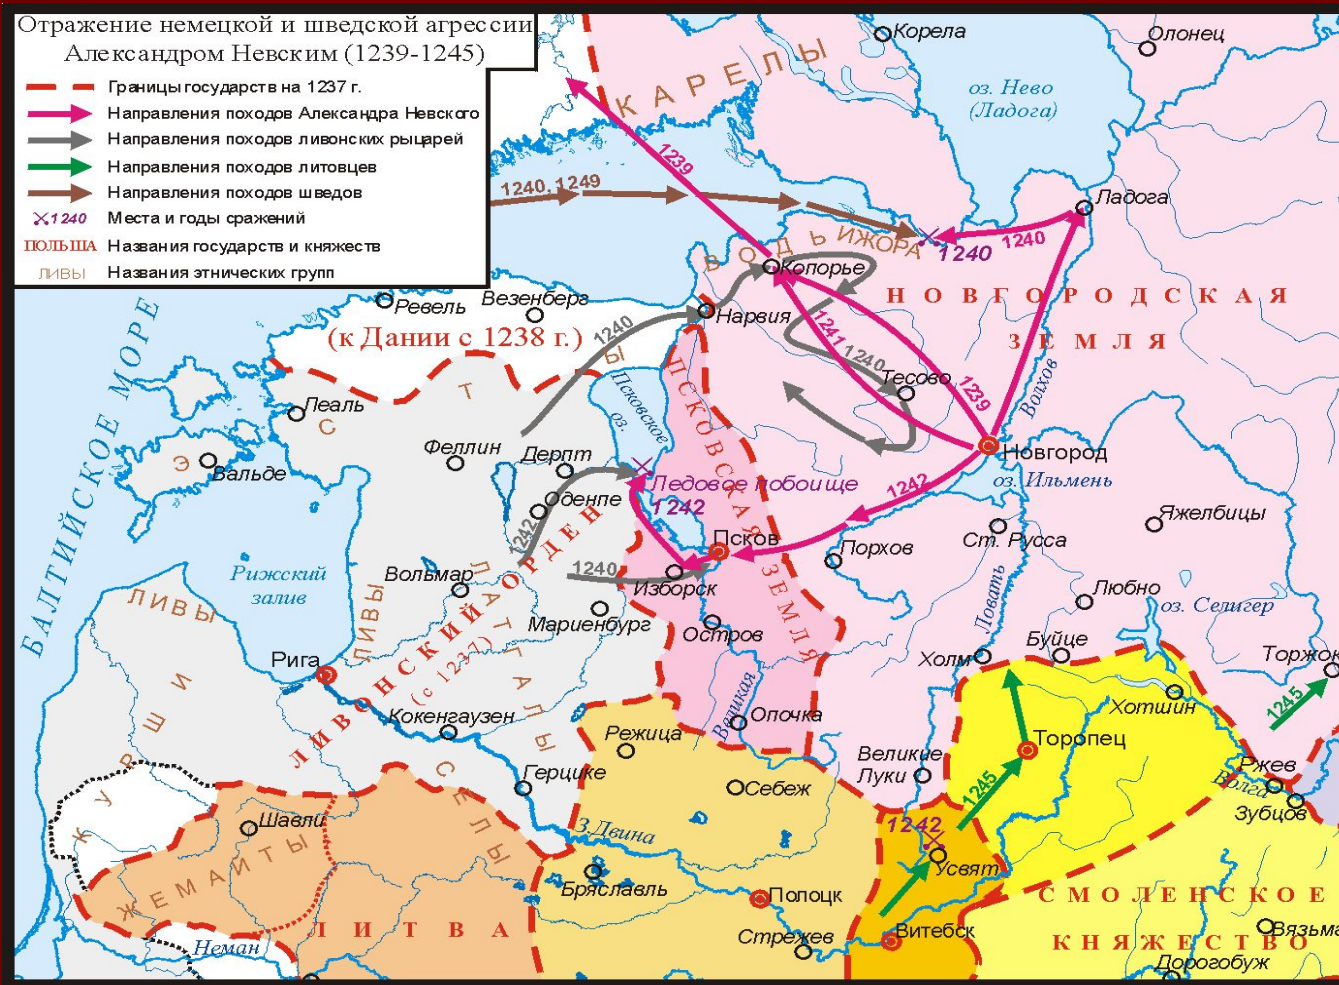 Отражение немецкой и шведской агрессии
Александром Невским (1239-1245)
Границы государств на 1237 г.
Направления походов Александра Невского
Направления походов ливонских рыцарей
Направления походов литовцев
Направления походов шведов
1240 Места и годы сражений
ПОЛЬША Названия государств и княжеств
ЛИВЫ Названия этнических групп
КАРЕЛЫ
Корела
Олонец
оз. Нево
(Ладога)
1239
1240, 1249
Ладога
1240
1240
ВОДЬ
ИЖОРА
Копорье
НОВГОРОДСКАЯ
ЗЕМЛЯ
Ревель
Везенберг
Нарвия
(к Дании с 1238 г.)
1240
1241
1240
Тесово
1239
Волхов
БАЛТИЙСКОЕ МОРЕ
Леаль
Вальде
ЭСТЫ
Псковское
оз.
ПСКОВСКАЯ ЗЕМЛЯ
Феллин
Дерпт
Оденпе
Новгород
оз. Ильмень
Ледовое побоище
1242
1242
1242
Псков
Порхов
Ст. Русса
Яжелбицы
Рижский
залив
Вольмар
1240
Изборск
Мариенбург
Остров
Ловать
Любно
оз. Селигер
Буйце
Холм
Торжок
ЛИВЫ
ЛИВЫ
ЛАТГАЛЫ
ЛИВОНСКИЙ ОРДЕН
(с 1237)
Рига
Кокенгаузен
Великая
Опочка
Хотшин
1245
КУРШИ
СЕЛЫ
Режица
Герцике
Себеж
Великие
Луки
Торопец
1245
Ржев
Волга
Зубцов
Шавли
ЖЕМАЙТЫ
З.Двина
1242
Усвят
Бряславль
Полоцк
СМОЛЕНСКОЕ
КНЯЖЕСТВО
ЛИТВА
Неман
Стрежев
Витебск
Вязьма
Дорогобуж